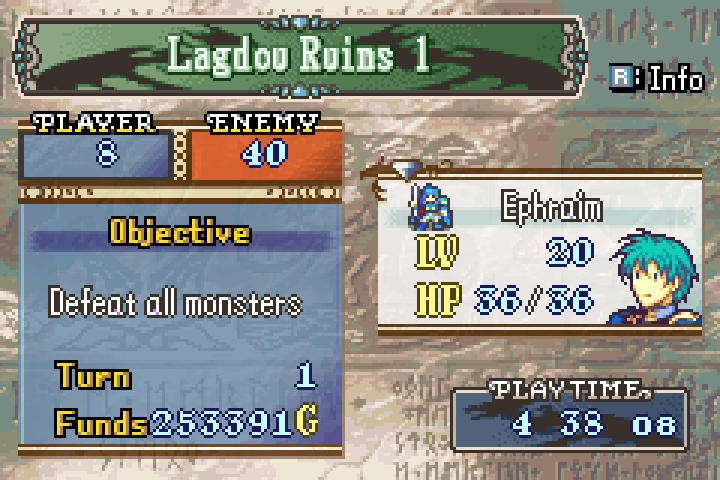 Lagdou Ruins 1
R: Info
PLAYER ENEMY
8 40
Objective
Defeat all monsters
Turn 1
Funds 253391G
Ephraim
LV 20
HP 36/36
PLAYTIME
4 38 08